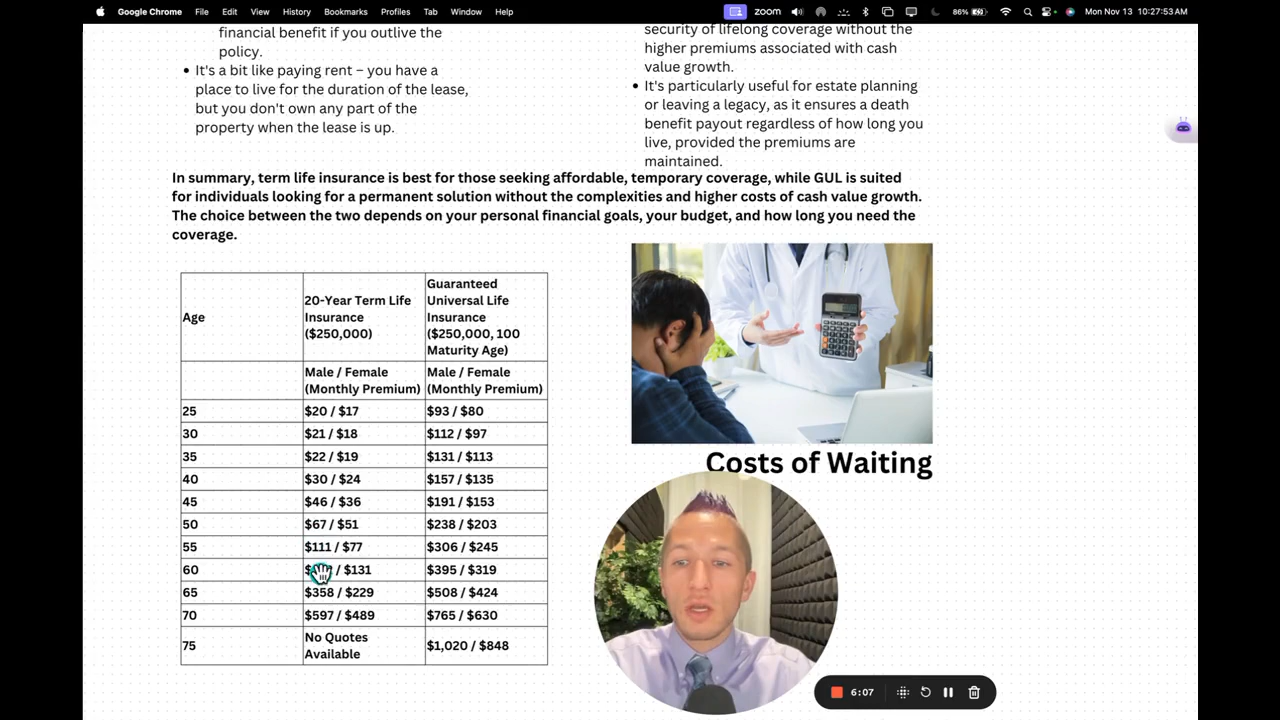 Google Chrome File Edit View History Bookmarks Profiles Tab Window Help zoom 86% Mon Nov 13 10:27:53 AM
financial benefit if you outlive the
policy.
• It's a bit like paying rent – you have a
place to live for the duration of the lease,
but you don't own any part of the
property when the lease is up.
security of lifelong coverage without the
higher premiums associated with cash
value growth.
• It's particularly useful for estate planning
or leaving a legacy, as it ensures a death
benefit payout regardless of how long you
live, provided the premiums are
maintained.
In summary, term life insurance is best for those seeking affordable, temporary coverage, while GUL is suited
for individuals looking for a permanent solution without the complexities and higher costs of cash value growth.
The choice between the two depends on your personal financial goals, your budget, and how long you need the
coverage.
Age
20-Year Term Life
Insurance
($250,000)
Guaranteed
Universal Life
Insurance
($250,000, 100
Maturity Age)
Male / Female
(Monthly Premium)
Male / Female
(Monthly Premium)
25 $20 / $17 $93 / $80
30 $21 / $18 $112 / $97
35 $22 / $19 $131 / $113
40 $30 / $24 $157 / $135
45 $46 / $36 $191 / $153
50 $67 / $51 $238 / $203
55 $111 / $77 $306 / $245
60 / $131 $395 / $319
65 $358 / $229 $508 / $424
70 $597 / $489 $765 / $630
75
No Quotes
Available
$1,020 / $848
Costs of Waiting
6:07